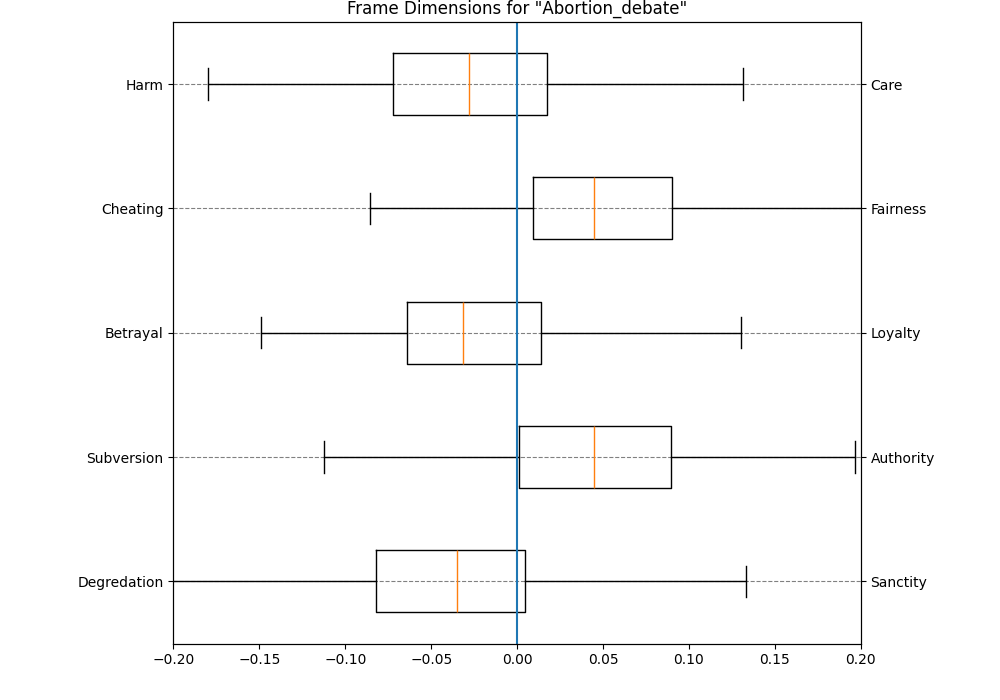 Frame Dimensions for "Abortion_debate"
Harm Care
Cheating Fairness
Betrayal Loyalty
Subversion Authority
Degredation Sanctity
−0.20 −0.15 −0.10 −0.05 0.00 0.05 0.10 0.15 0.20